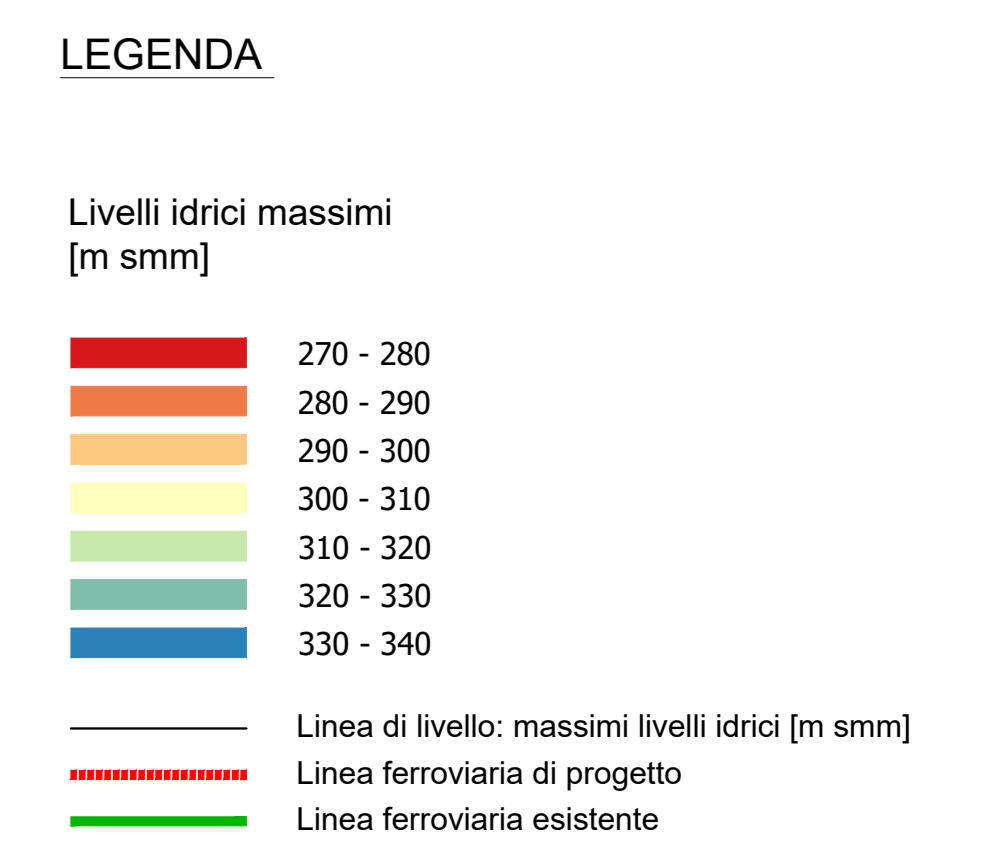 LEGENDA
Livelli idrici massimi
[m smm]
270 - 280
280 - 290
290 - 300
300 - 310
310 - 320
320 - 330
330 - 340
Linea di livello: massimi livelli idrici [m smm]
Linea ferroviaria di progetto
Linea ferroviaria esistente